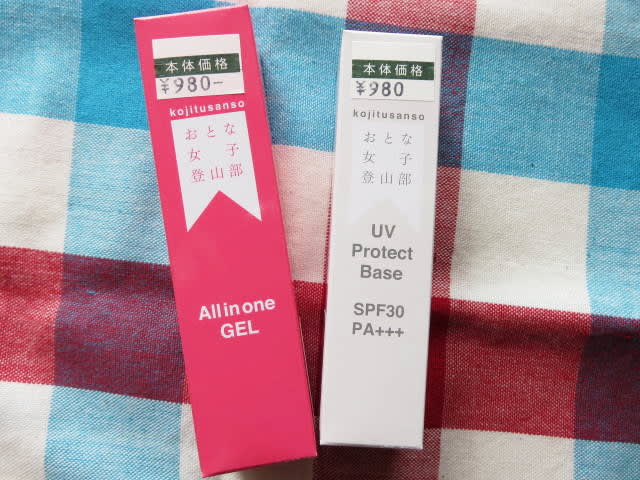 本体価格
¥980-
kojitusanso
おとな
女子
登山部
All in one
GEL
本体価格
¥980
kojitusanso
おとな
女子
登山部
UV
Protect
Base
SPF30
PA+++